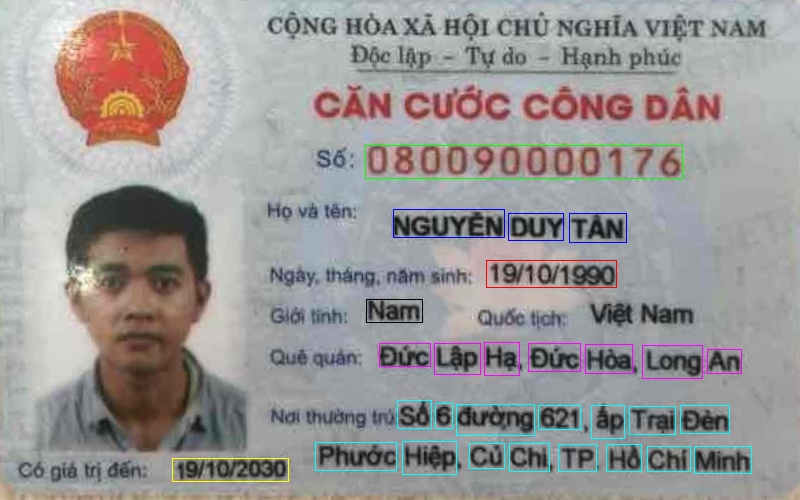 CỘNG HÒA XÃ HỘI CHỦ NGHĨA VIỆT NAM
Độc lập – Tự do – Hạnh phúc
CĂN CƯỚC CÔNG DÂN
Số: 080090000176
Họ và tên: NGUYỄN DUY TÂN
Ngày, tháng, năm sinh: 19/10/1990
Giới tính: Nam Quốc tịch: Việt Nam
Quê quán: Đức Lập Hạ, Đức Hòa, Long An
Nơi thường trú: Số 6 đường 621, ấp Trại Đèn
Phước Hiệp, Củ Chi, TP. Hồ Chí Minh
Có giá trị đến: 19/10/2030